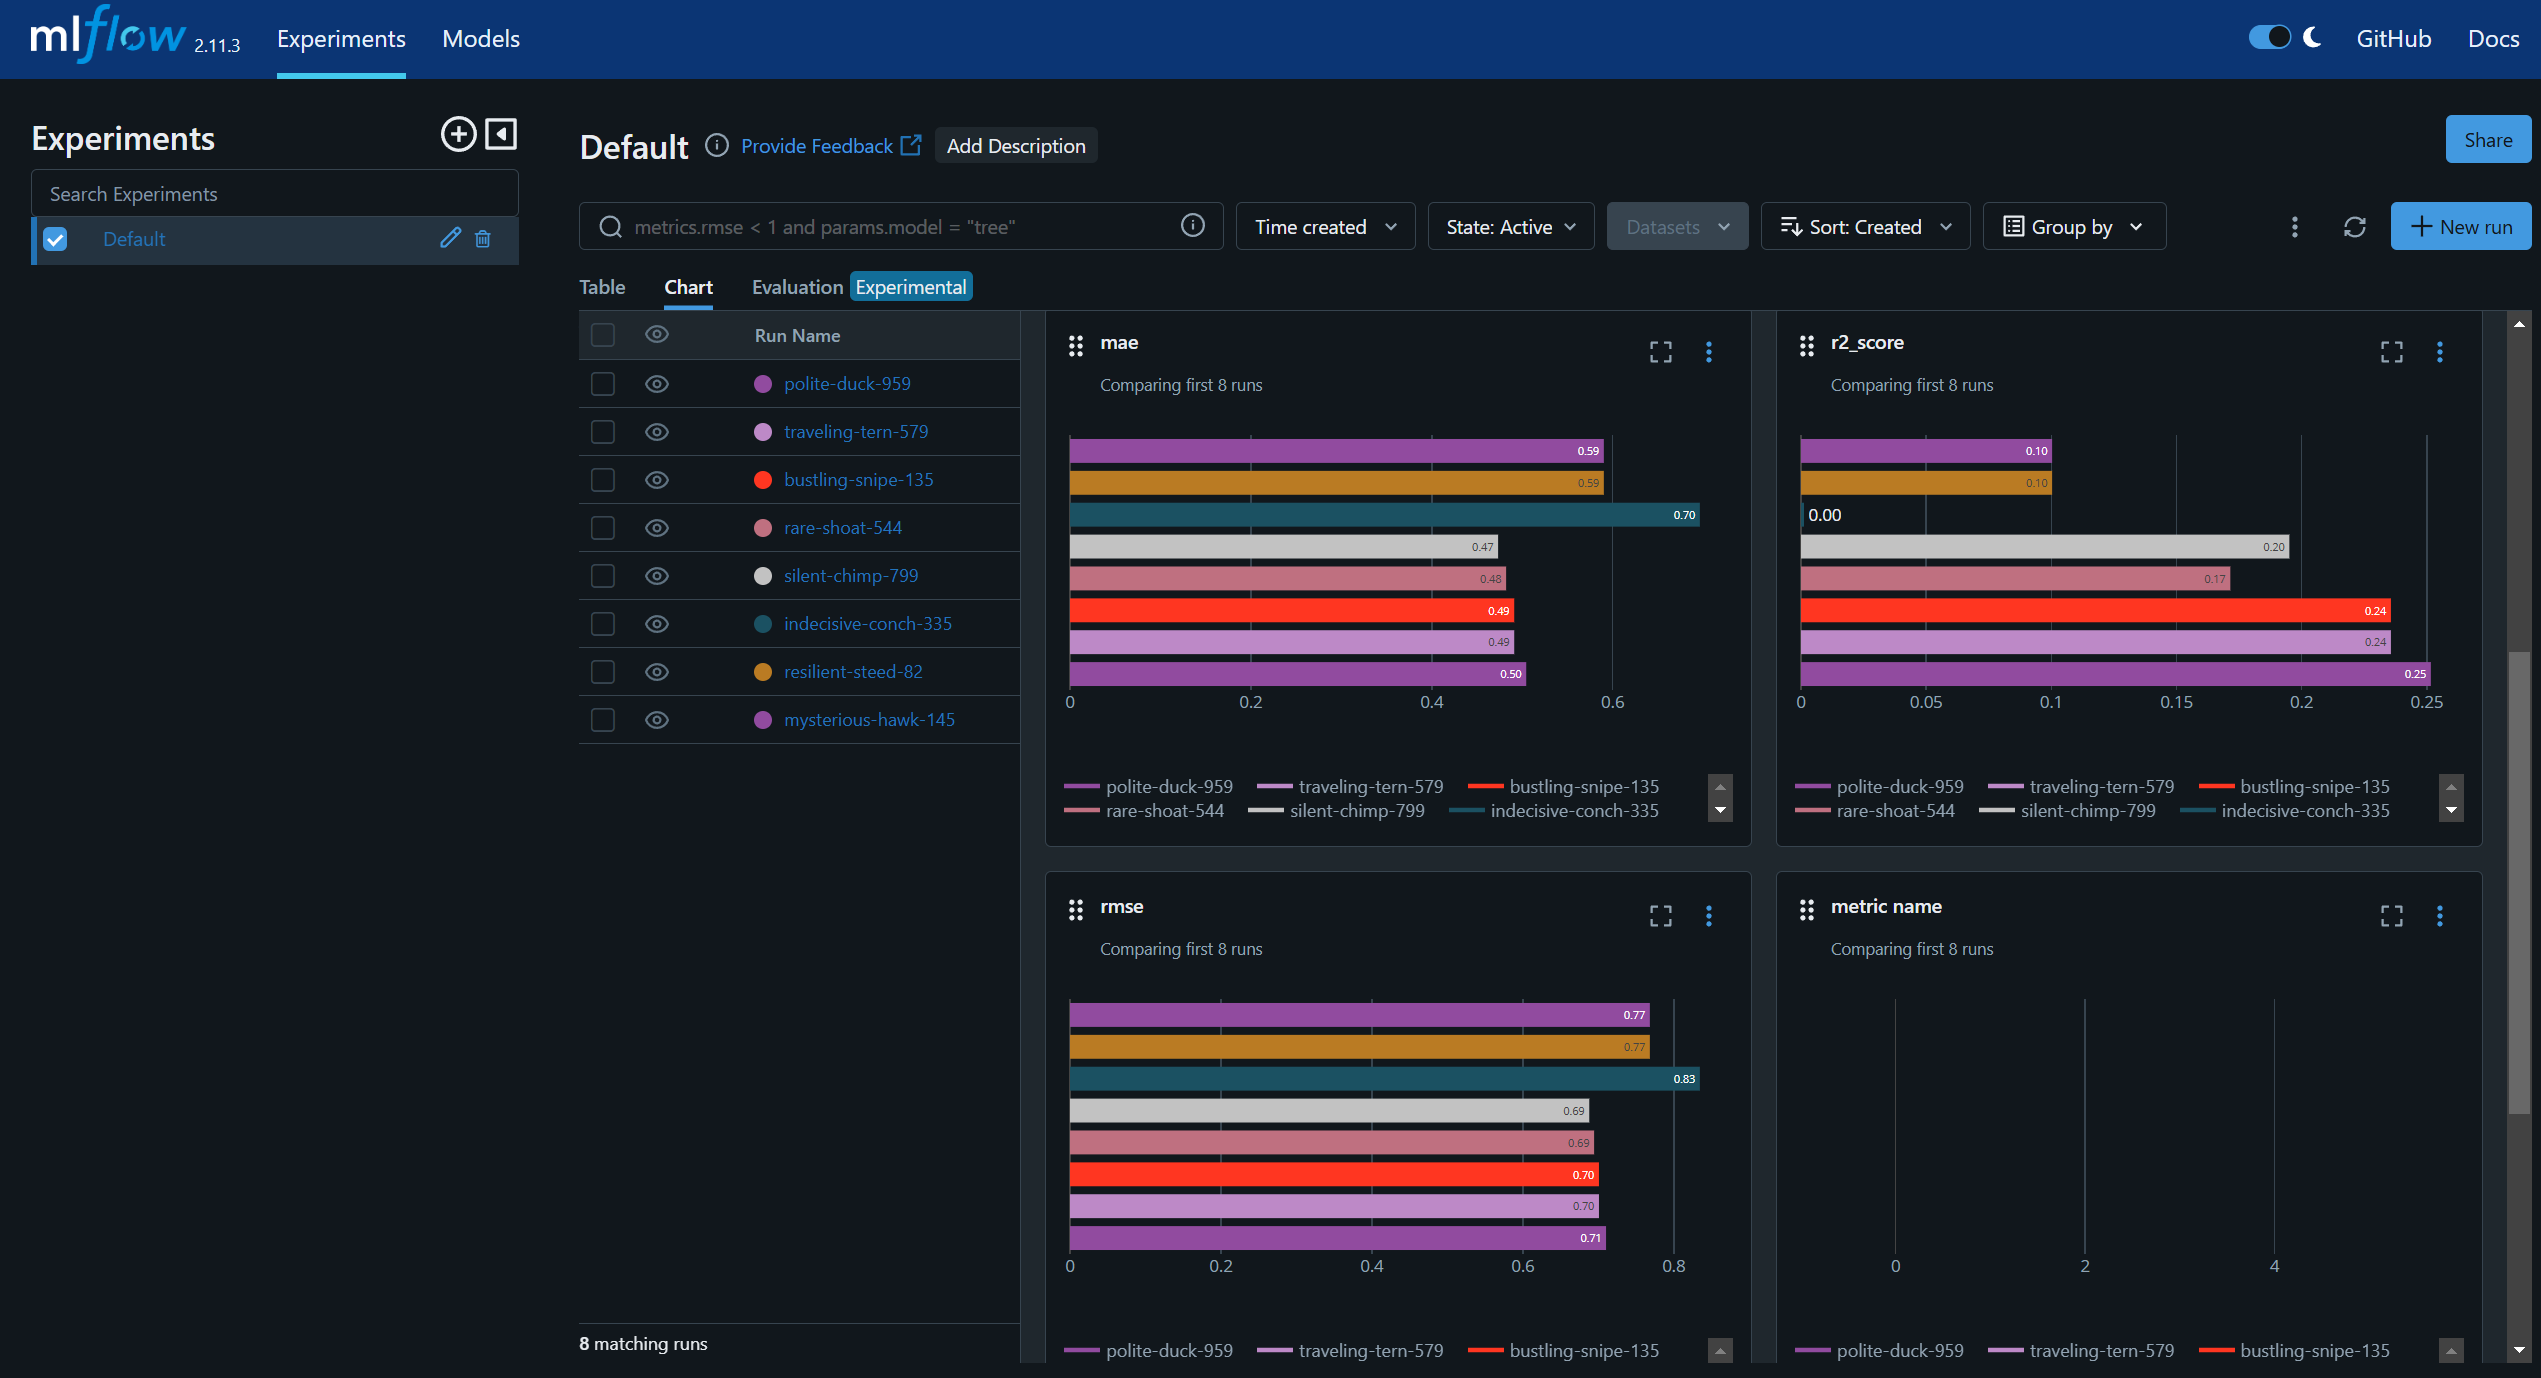 mlflow 2.11.3 Experiments Models GitHub Docs
Experiments
Search Experiments
Default
Default Provide Feedback Add Description Share
metrics.rmse < 1 and params.model = "tree" Time created State: Active Datasets Sort: Created Group by New run
Table Chart Evaluation Experimental
Run Name
polite-duck-959
traveling-tern-579
bustling-snipe-135
rare-shoat-544
silent-chimp-799
indecisive-conch-335
resilient-steed-82
mysterious-hawk-145
8 matching runs
mae
Comparing first 8 runs
0.59
0.59
0.70
0.47
0.48
0.49
0.49
0.50
0 0.2 0.4 0.6
polite-duck-959 traveling-tern-579 bustling-snipe-135
rare-shoat-544 silent-chimp-799 indecisive-conch-335
r2_score
Comparing first 8 runs
0.10
0.10
0.00
0.20
0.17
0.24
0.24
0.25
0 0.05 0.1 0.15 0.2 0.25
polite-duck-959 traveling-tern-579 bustling-snipe-135
rare-shoat-544 silent-chimp-799 indecisive-conch-335
rmse
Comparing first 8 runs
0.77
0.77
0.83
0.69
0.69
0.70
0.70
0.71
0 0.2 0.4 0.6 0.8
polite-duck-959 traveling-tern-579 bustling-snipe-135
metric name
Comparing first 8 runs
0 2 4
polite-duck-959 traveling-tern-579 bustling-snipe-135